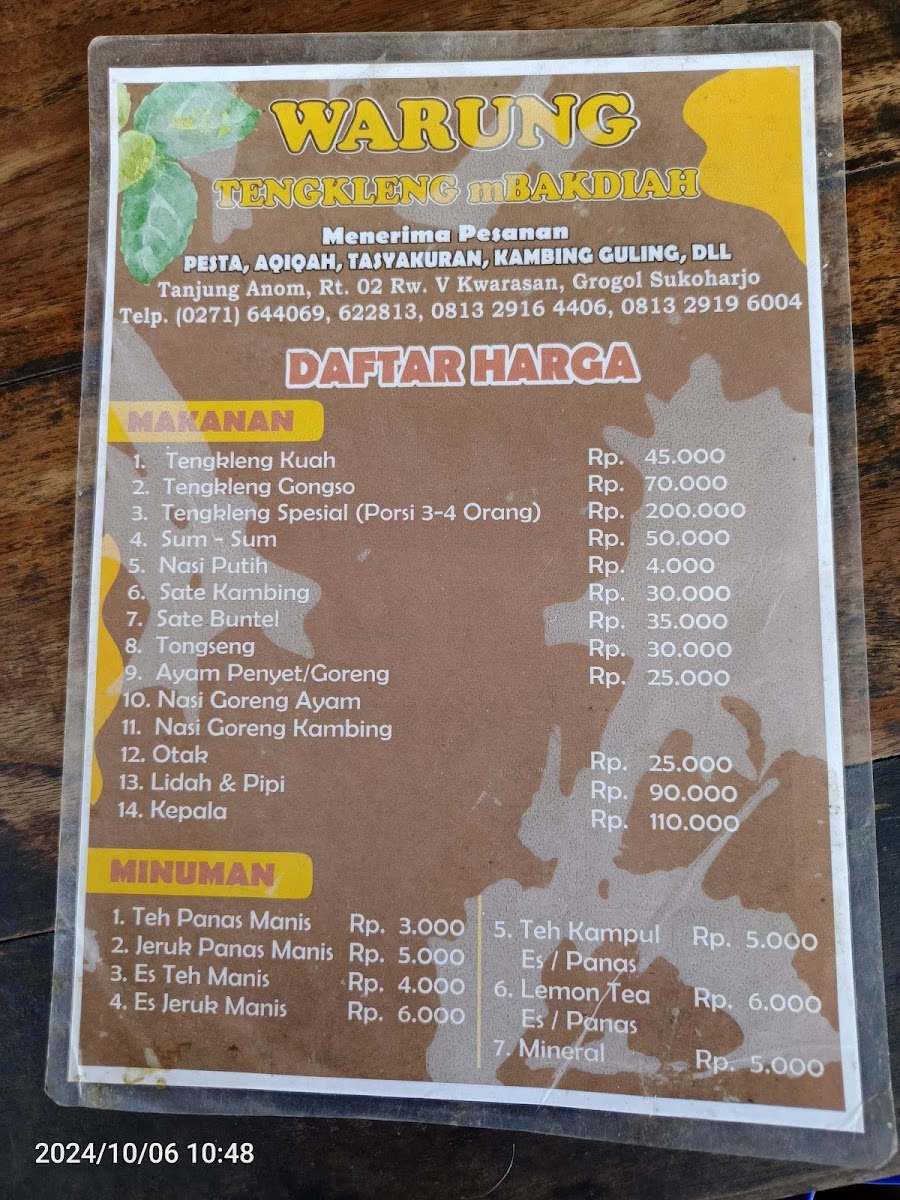 WARUNG
TENGKLENG mBAKDIAH
Menerima Pesanan
PESTA, AQIQAH, TASYAKURAN, KAMBING GULING, DLL
Tanjung Anom, Rt. 02 Rw. V Kwarasan, Grogol Sukoharjo
Telp. (0271) 644069, 622813, 0813 2916 4406, 0813 2919 6004
DAFTAR HARGA
MAKANAN
1. Tengkleng Kuah Rp. 45.000
2. Tengkleng Gongso Rp. 70.000
3. Tengkleng Spesial (Porsi 3-4 Orang) Rp. 200.000
4. Sum - Sum Rp. 50.000
5. Nasi Putih Rp. 4.000
6. Sate Kambing Rp. 30.000
7. Sate Buntel Rp. 35.000
8. Tongseng Rp. 30.000
9. Ayam Penyet/Goreng Rp. 25.000
10. Nasi Goreng Ayam
11. Nasi Goreng Kambing
12. Otak Rp. 25.000
13. Lidah & Pipi Rp. 90.000
14. Kepala Rp. 110.000
MINUMAN
1. Teh Panas Manis Rp. 3.000
2. Jeruk Panas Manis Rp. 5.000
3. Es Teh Manis Rp. 4.000
4. Es Jeruk Manis Rp. 6.000
5. Teh Kampul Rp. 5.000
Es / Panas
6. Lemon Tea Rp. 6.000
Es / Panas
7. Mineral Rp. 5.000
2024/10/06 10:48